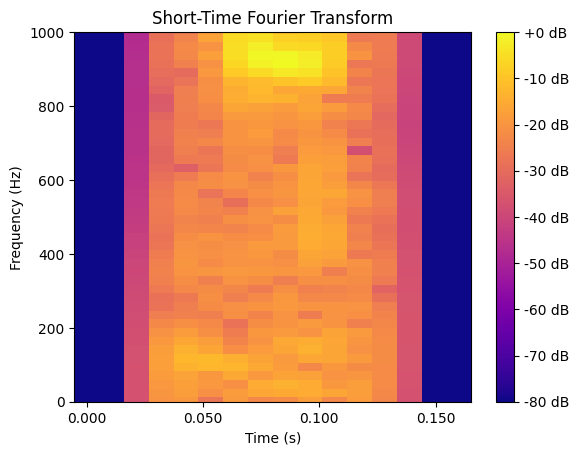 Short-Time Fourier Transform
1000
800
600
400
200
0
Frequency (Hz)
0.000
0.050
0.100
0.150
Time (s)
+0 dB
-10 dB
-20 dB
-30 dB
-40 dB
-50 dB
-60 dB
-70 dB
-80 dB